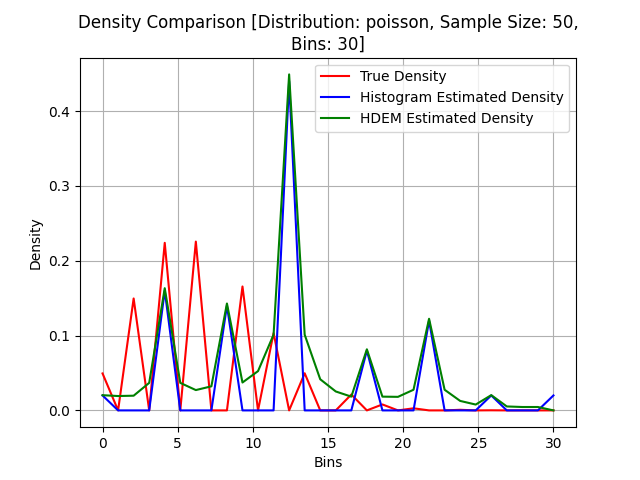 Density Comparison [Distribution: poisson, Sample Size: 50,
Bins: 30]
True Density
Histogram Estimated Density
HDEM Estimated Density
Density
0.4
0.3
0.2
0.1
0.0
0 5 10 15 20 25 30
Bins